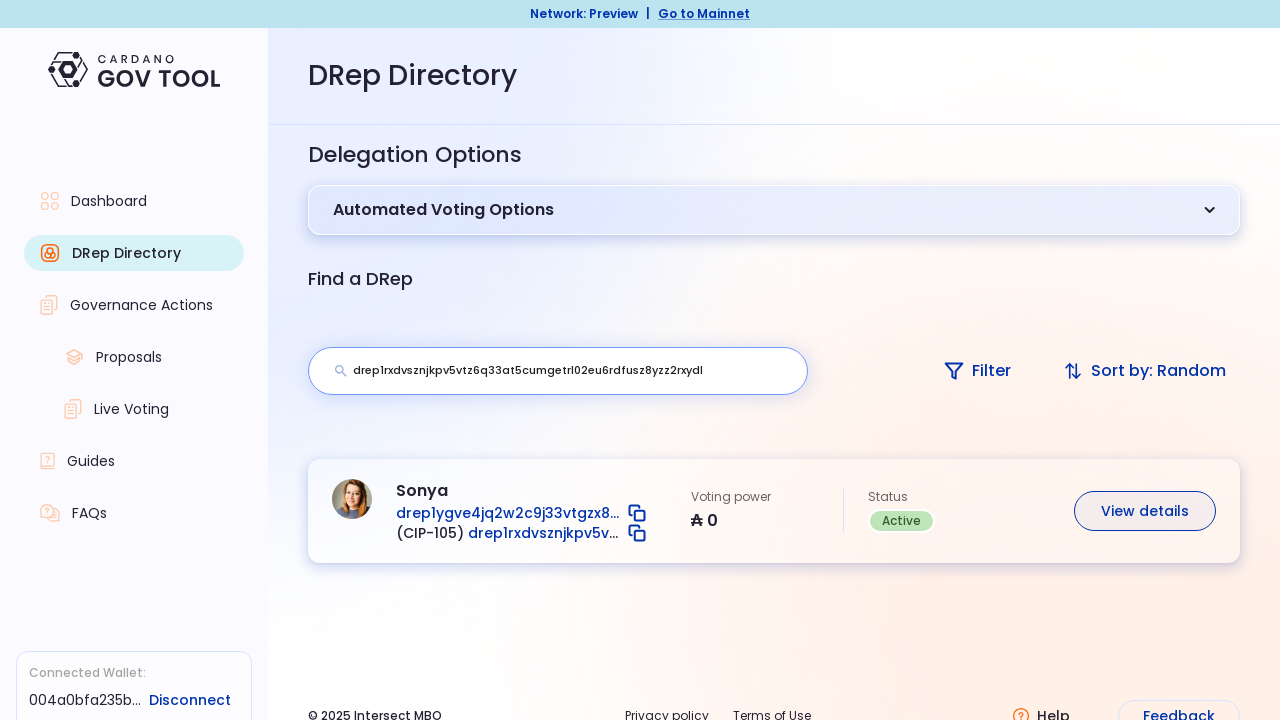 Network: Preview | Go to Mainnet
CARDANO
GOV TOOL
Dashboard
DRep Directory
Governance Actions
Proposals
Live Voting
Guides
FAQs
Connected Wallet:
004a0bfa235b... Disconnect
DRep Directory
Delegation Options
Automated Voting Options
Find a DRep
drep1rxdvsznjkpv5vtz6q33at5cumgetrl02eu6rdfusz8yzz2rxydl
Filter
Sort by: Random
Sonya
drep1ygve4jq2w2c9j33vtgzx8...
(CIP-105) drep1rxdvsznjkpv5v...
Voting power
₳ 0
Status
Active
View details
© 2025 Intersect MBO
Privacy policy
Terms of Use
Help
Feedback